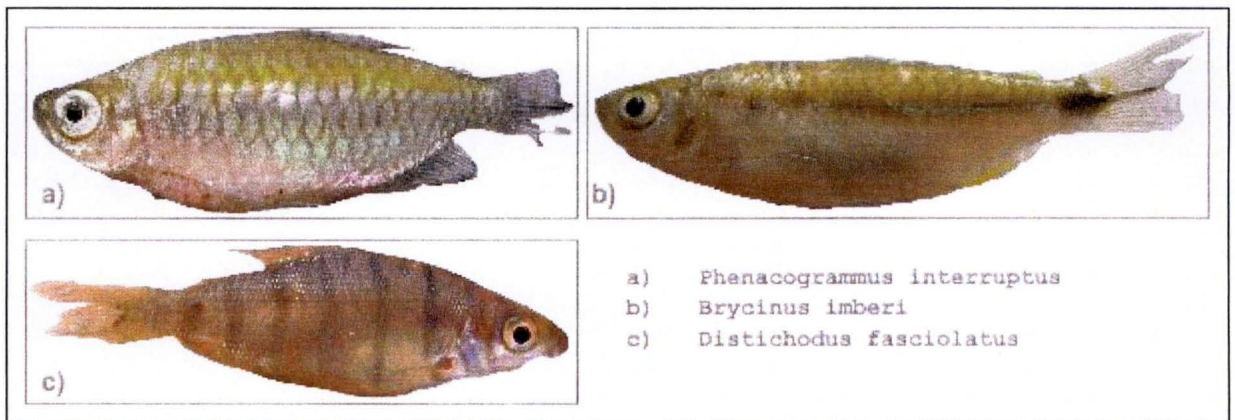 a)
b)
c)
a) Phenacogrammus interruptus
b) Brycinus imberi
c) Distichodus fasciolatus